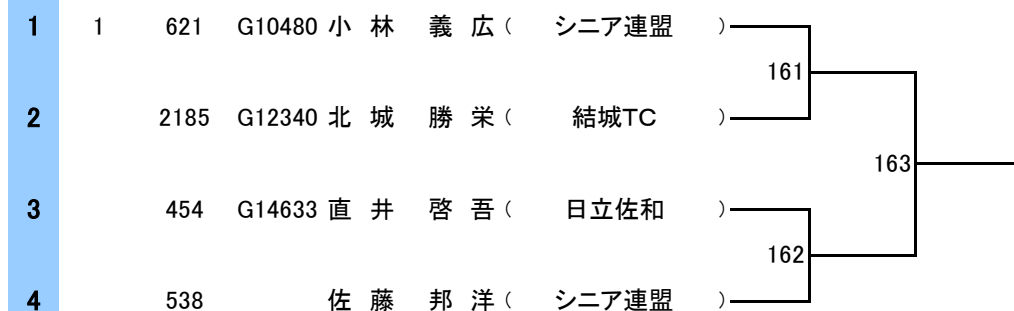 1 1 621 G10480 小 林 義 広 ( シニア連盟 )
161
2 2185 G12340 北 城 勝 栄 ( 結城TC )
163
3 454 G14633 直 井 啓 吾 ( 日立佐和 )
162
4 538 佐 藤 邦 洋 ( シニア連盟 )